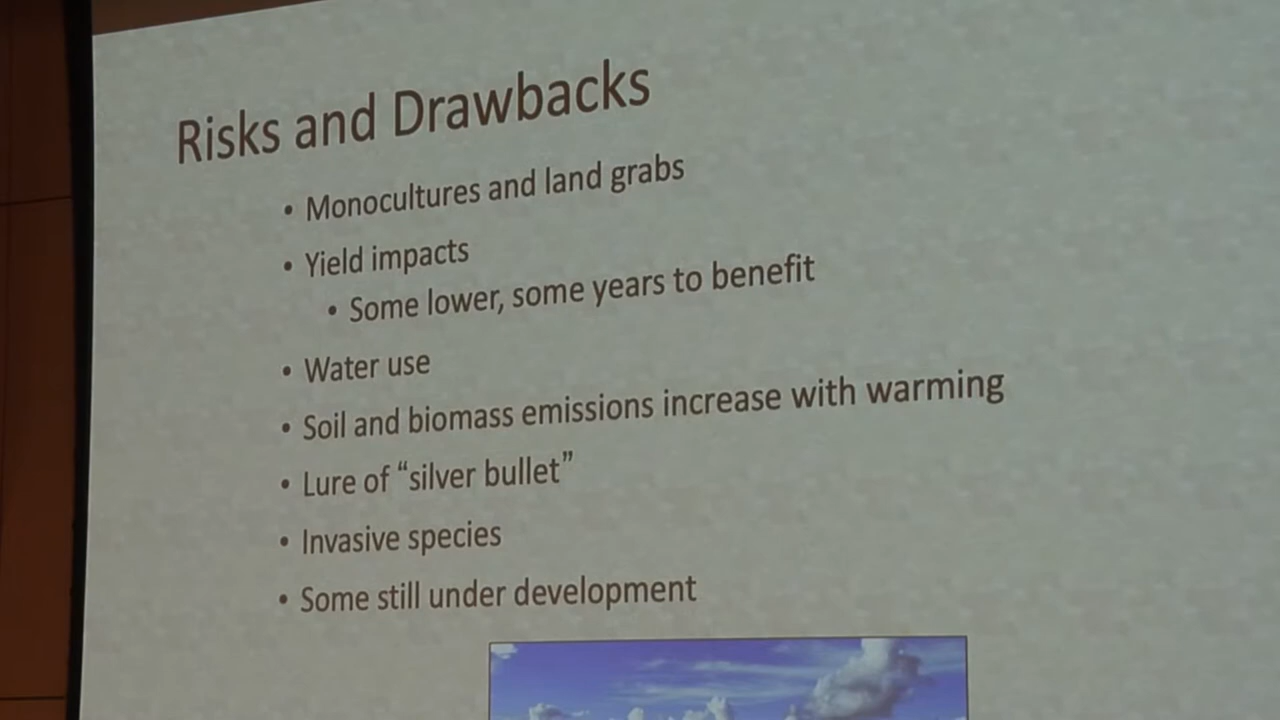 Risks and Drawbacks
• Monocultures and land grabs
• Yield impacts
• Some lower, some years to benefit
• Water use
• Soil and biomass emissions increase with warming
• Lure of “silver bullet”
• Invasive species
• Some still under development